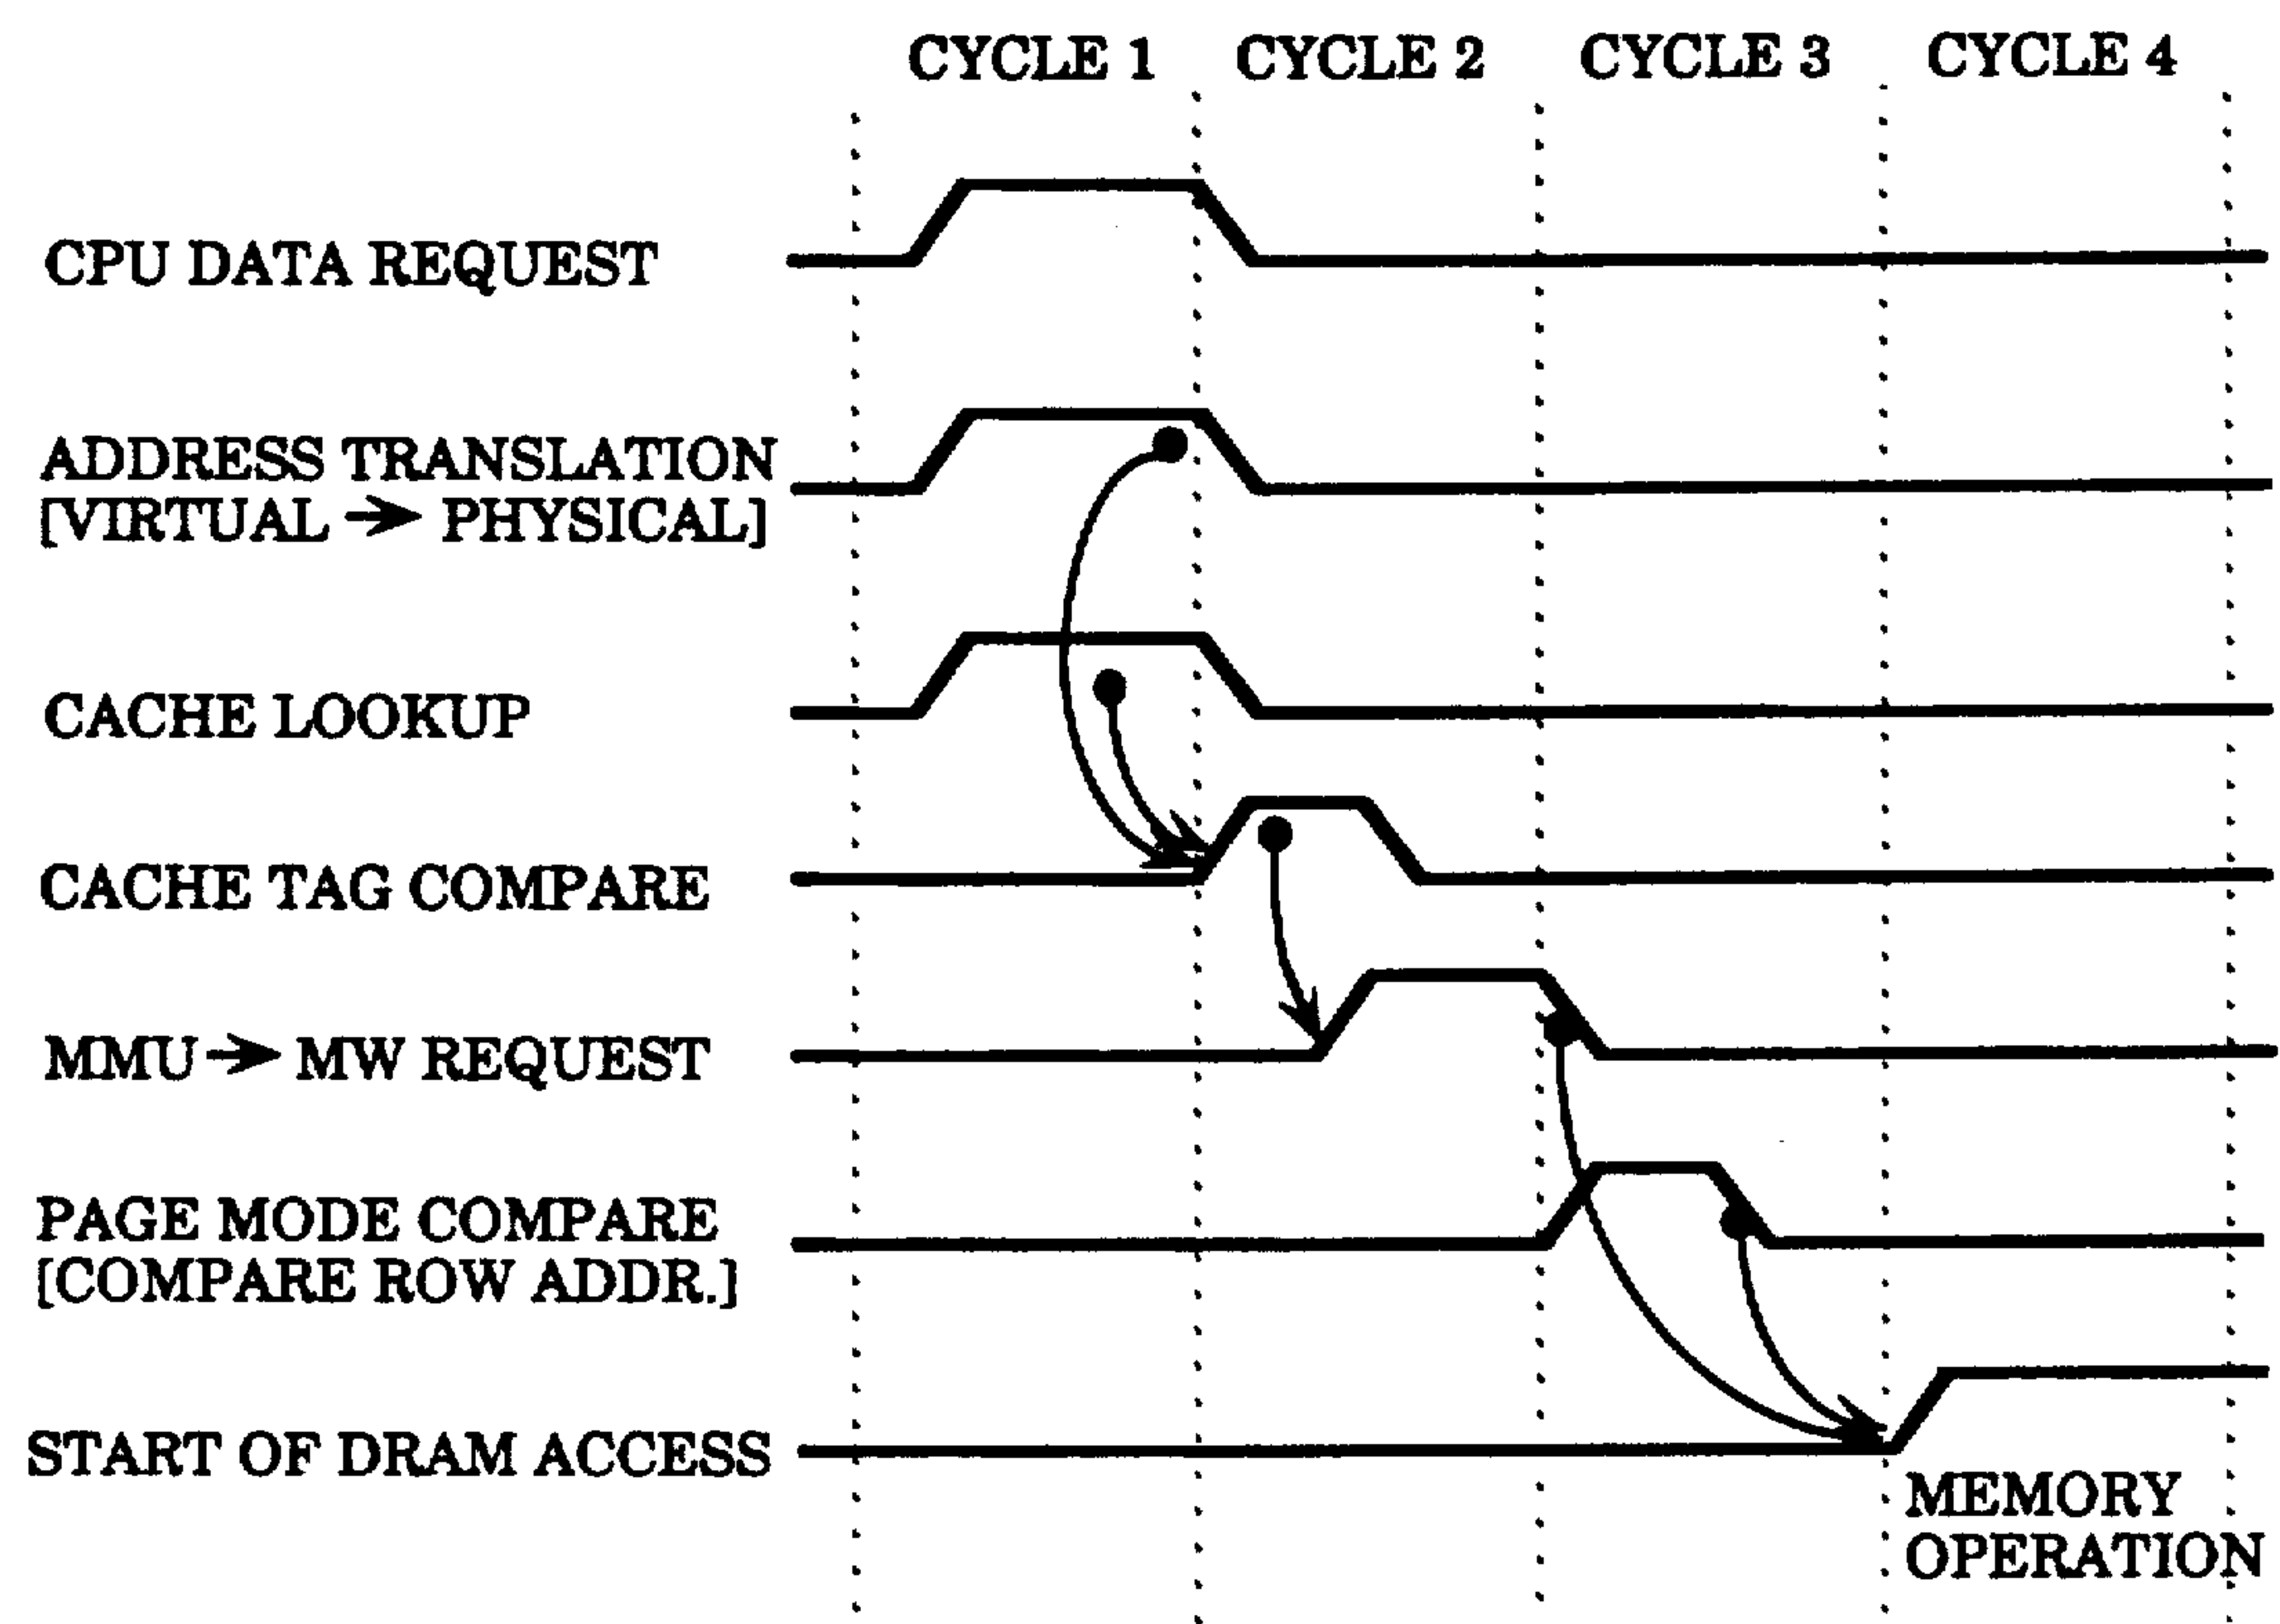 CYCLE 1 CYCLE 2 CYCLE 3 CYCLE 4
CPU DATA REQUEST
ADDRESS TRANSLATION
[VIRTUAL → PHYSICAL]
CACHE LOOKUP
CACHE TAG COMPARE
MMU → MW REQUEST
PAGE MODE COMPARE
[COMPARE ROW ADDR.]
START OF DRAM ACCESS
MEMORY
OPERATION